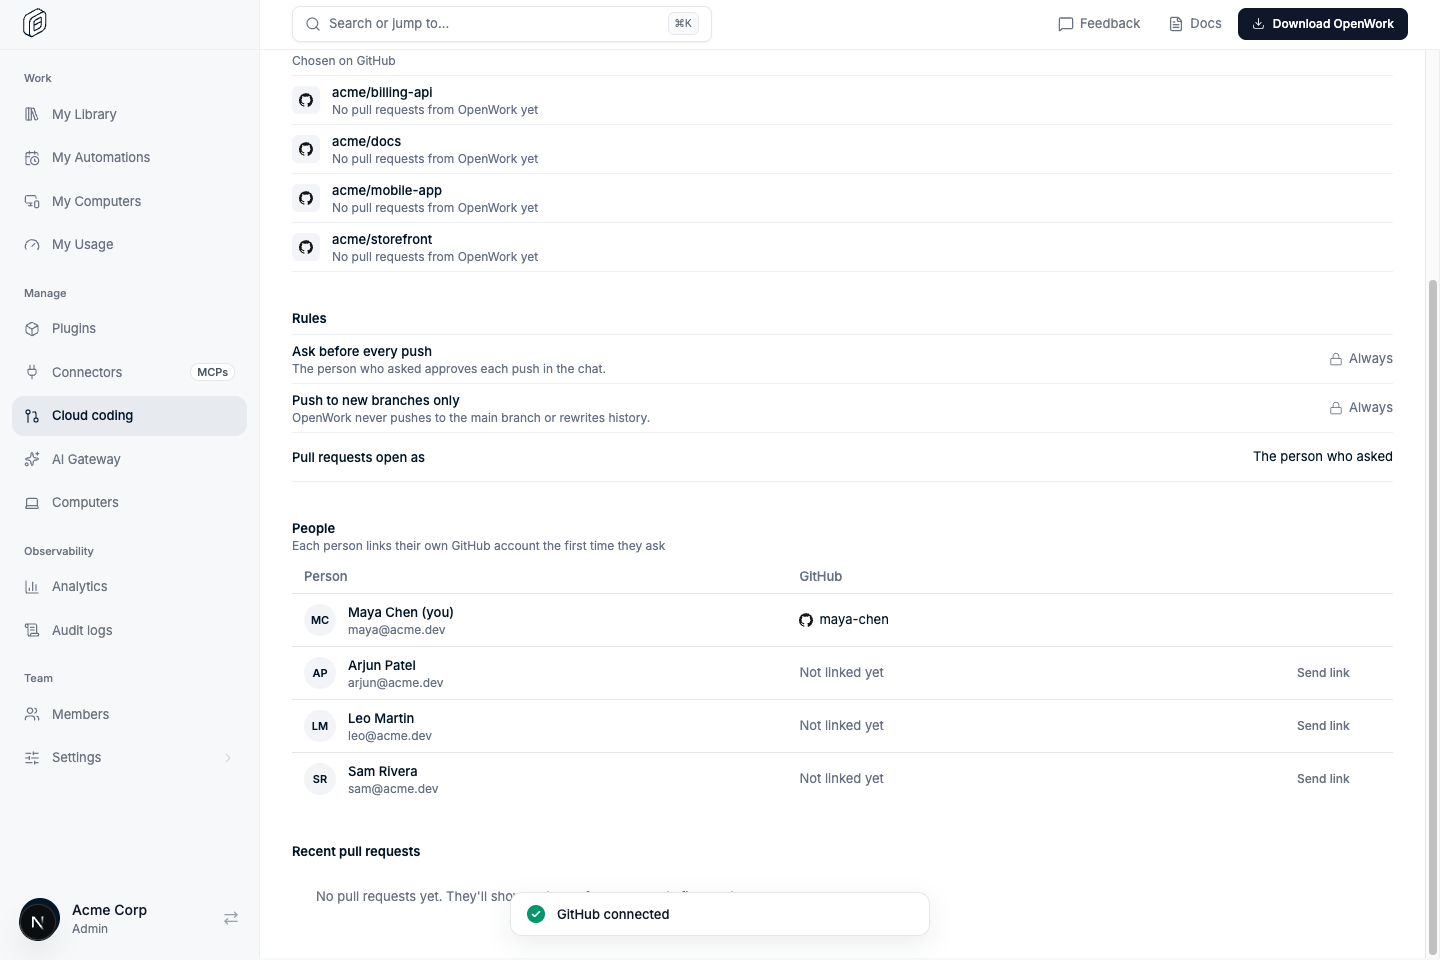 Search or jump to...
⌘K
Feedback
Docs
Download OpenWork
Work
My Library
My Automations
My Computers
My Usage
Manage
Plugins
Connectors
MCPs
Cloud coding
AI Gateway
Computers
Observability
Analytics
Audit logs
Team
Members
Settings
N
Acme Corp
Admin
Chosen on GitHub
acme/billing-api
No pull requests from OpenWork yet
acme/docs
No pull requests from OpenWork yet
acme/mobile-app
No pull requests from OpenWork yet
acme/storefront
No pull requests from OpenWork yet
Rules
Ask before every push
The person who asked approves each push in the chat.
Always
Push to new branches only
OpenWork never pushes to the main branch or rewrites history.
Always
Pull requests open as
The person who asked
People
Each person links their own GitHub account the first time they ask
Person
GitHub
MC
Maya Chen (you)
maya@acme.dev
maya-chen
AP
Arjun Patel
arjun@acme.dev
Not linked yet
Send link
LM
Leo Martin
leo@acme.dev
Not linked yet
Send link
SR
Sam Rivera
sam@acme.dev
Not linked yet
Send link
Recent pull requests
No pull requests yet. They'll
GitHub connected